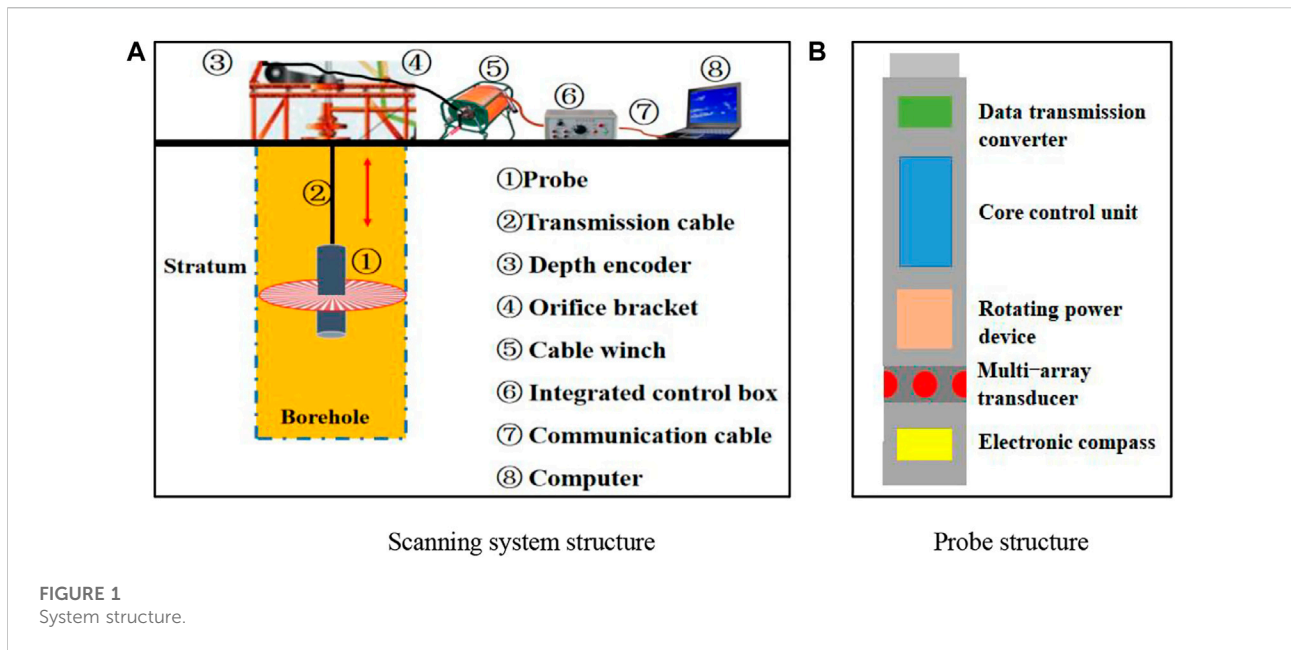 A
③
④
⑤
⑥
⑦
⑧
②
①
Stratum
Borehole
①Probe
②Transmission cable
③ Depth encoder
④ Orifice bracket
⑤ Cable winch
⑥ Integrated control box
⑦ Communication cable
⑧ Computer
Scanning system structure
B
Data transmission
converter
Core control unit
Rotating power
device
Multi-array
transducer
Electronic compass
Probe structure
FIGURE 1
System structure.